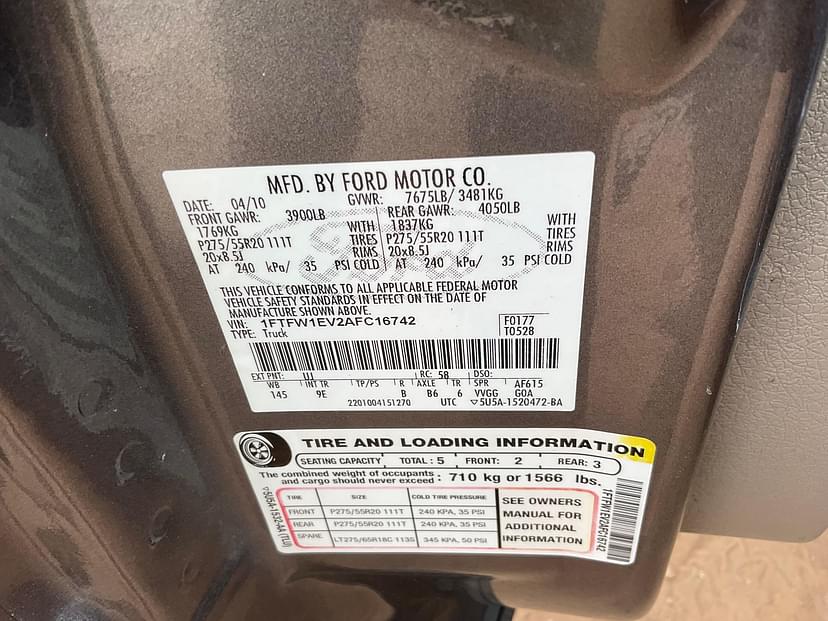 MFD. BY FORD MOTOR CO.
DATE: 04/10 GVWR: 7675LB/ 3481KG
FRONT GAWR: 3900LB REAR GAWR: 4050LB
1769KG WITH 1837KG WITH
P275/55R20 111T TIRES P275/55R20 111T TIRES
20x8.5J RIMS 20x8.5J RIMS
AT 240 kPa/ 35 PSI COLD AT 240 kPa/ 35 PSI COLD
THIS VEHICLE CONFORMS TO ALL APPLICABLE FEDERAL MOTOR
VEHICLE SAFETY STANDARDS IN EFFECT ON THE DATE OF
MANUFACTURE SHOWN ABOVE.
VIN: 1FTFW1EV2AFC16742 F0177
TYPE: Truck T0528
EXT PNT: UJ RC: 58 DSO:
WB INT TR TP/PS R AXLE TR SPR AF615
145 9E B B6 6 VVGG GOA
2201004151270 UTC ▽5U5A-1520472-BA
Ford
TIRE AND LOADING INFORMATION
SEATING CAPACITY TOTAL: 5 FRONT: 2 REAR: 3
The combined weight of occupants
and cargo should never exceed : 710 kg or 1566 lbs.
TIRE SIZE COLD TIRE PRESSURE
FRONT P275/55R20 111T 240 KPA, 35 PSI
REAR P275/55R20 111T 240 KPA, 35 PSI
SPARE LT275/65R18C 113S 345 KPA, 50 PSI
SEE OWNERS
MANUAL FOR
ADDITIONAL
INFORMATION
▽5U5A-1532-AA (TLU)
1FTFW1EV2AFC16742